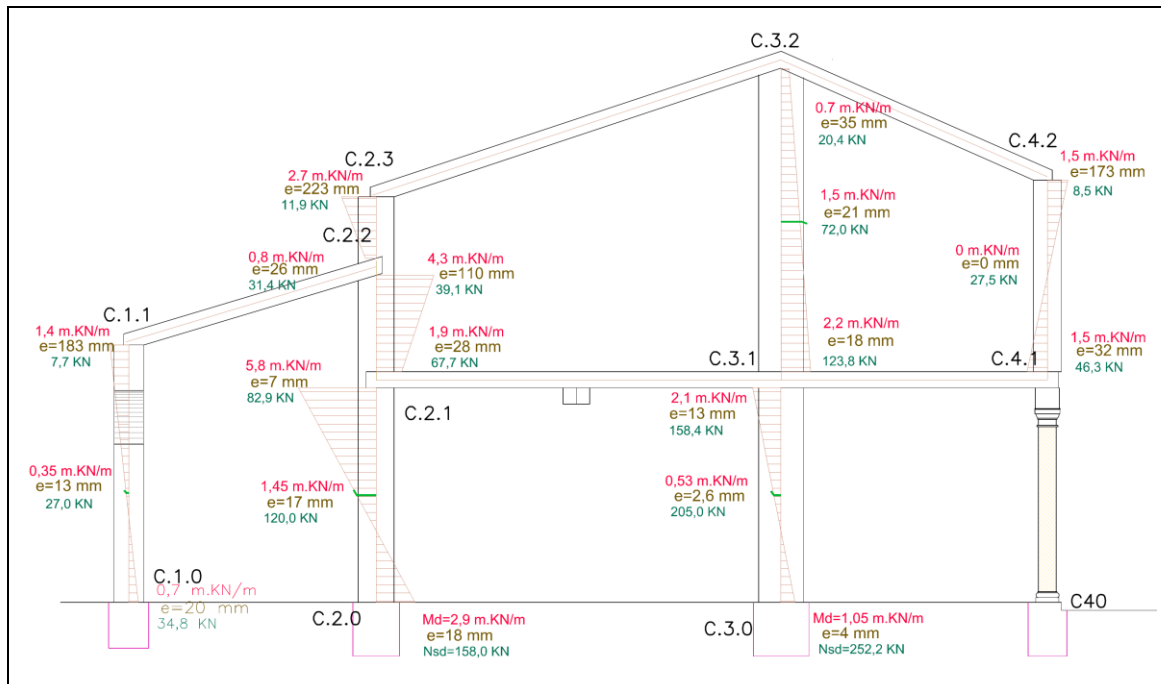 C.3.2
0.7 m.KN/m
e=35 mm
20,4 KN
C.4.2
1,5 m.KN/m
e=173 mm
8,5 KN
C.2.3
2.7 m.KN/m
e=223 mm
11,9 KN
1,5 m.KN/m
e=21 mm
72,0 KN
C.2.2
0,8 m.KN/m
e=26 mm
31,4 KN
4,3 m.KN/m
e=110 mm
39,1 KN
0 m.KN/m
e=0 mm
27,5 KN
C.1.1
1,4 m.KN/m
e=183 mm
7,7 KN
1,9 m.KN/m
e=28 mm
67,7 KN
2,2 m.KN/m
e=18 mm
123,8 KN
1,5 m.KN/m
e=32 mm
46,3 KN
C.3.1
C.4.1
5,8 m.KN/m
e=7 mm
82,9 KN
C.2.1
2,1 m.KN/m
e=13 mm
158,4 KN
0,35 m.KN/m
e=13 mm
27,0 KN
1,45 m.KN/m
e=17 mm
120,0 KN
0,53 m.KN/m
e=2,6 mm
205,0 KN
C.1.0
0,7 m.KN/m
e=20 mm
34,8 KN
C.2.0
Md=2,9 m.KN/m
e=18 mm
Nsd=158,0 KN
C.3.0
Md=1,05 m.KN/m
e=4 mm
Nsd=252,2 KN
C40